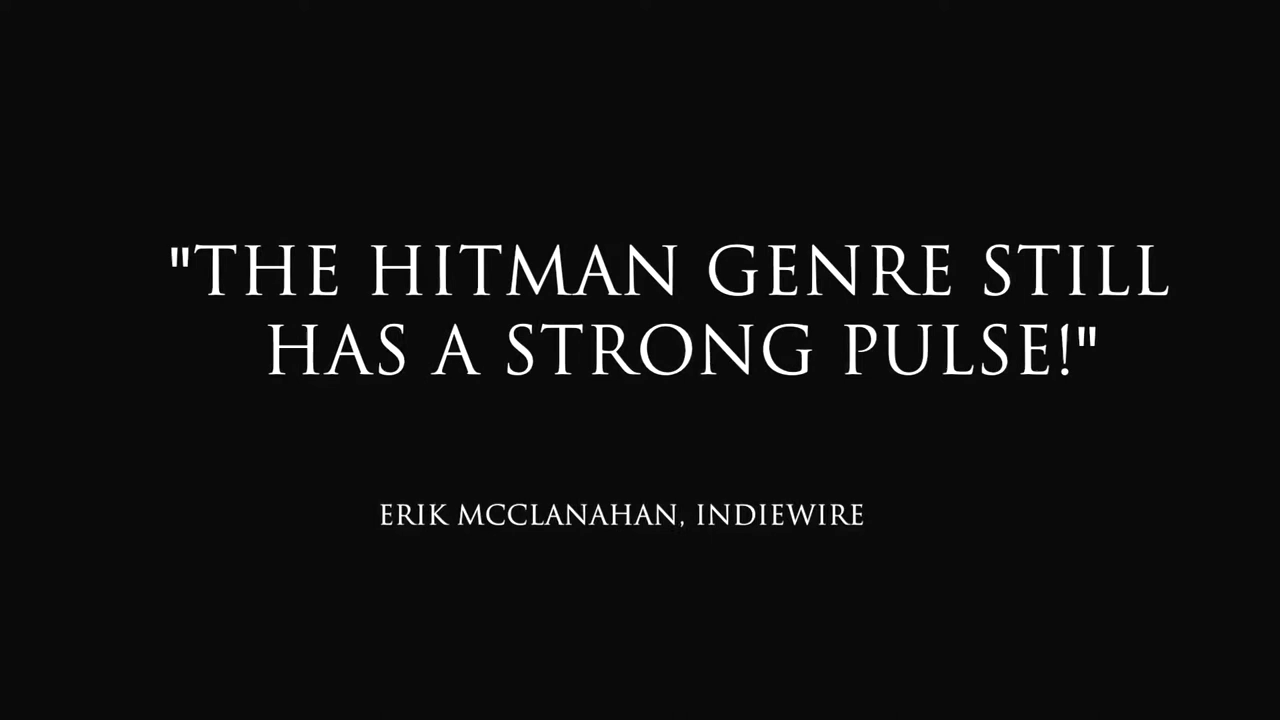 "THE HITMAN GENRE STILL
HAS A STRONG PULSE!"
ERIK MCCLANAHAN, INDIEWIRE